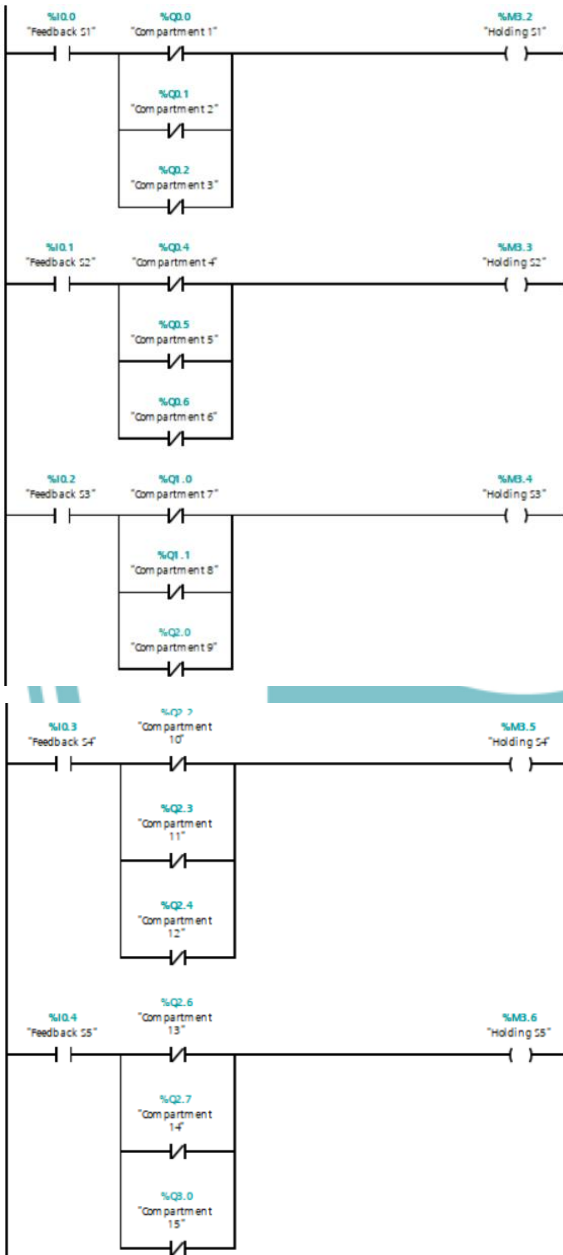 %I0.0 %Q0.0 %M3.2
"Feedback S1" "Compartment 1" "Holding S1"
%Q0.1
"Compartment 2"
%Q0.2
"Compartment 3"
%I0.1 %Q0.4 %M3.3
"Feedback S2" "Compartment 4" "Holding S2"
%Q0.5
"Compartment 5"
%Q0.6
"Compartment 6"
%I0.2 %Q1.0 %M3.4
"Feedback S3" "Compartment 7" "Holding S3"
%Q1.1
"Compartment 8"
%Q2.0
"Compartment 9"
%I0.3 %Q2.2 %M3.5
"Feedback S4" "Compartment "Holding S4"
10"
%Q2.3
"Compartment
11"
%Q2.4
"Compartment
12"
%Q2.6
%I0.4 "Compartment %M3.6
"Feedback S5" 13" "Holding S5"
%Q2.7
"Compartment
14"
%Q3.0
"Compartment
15"